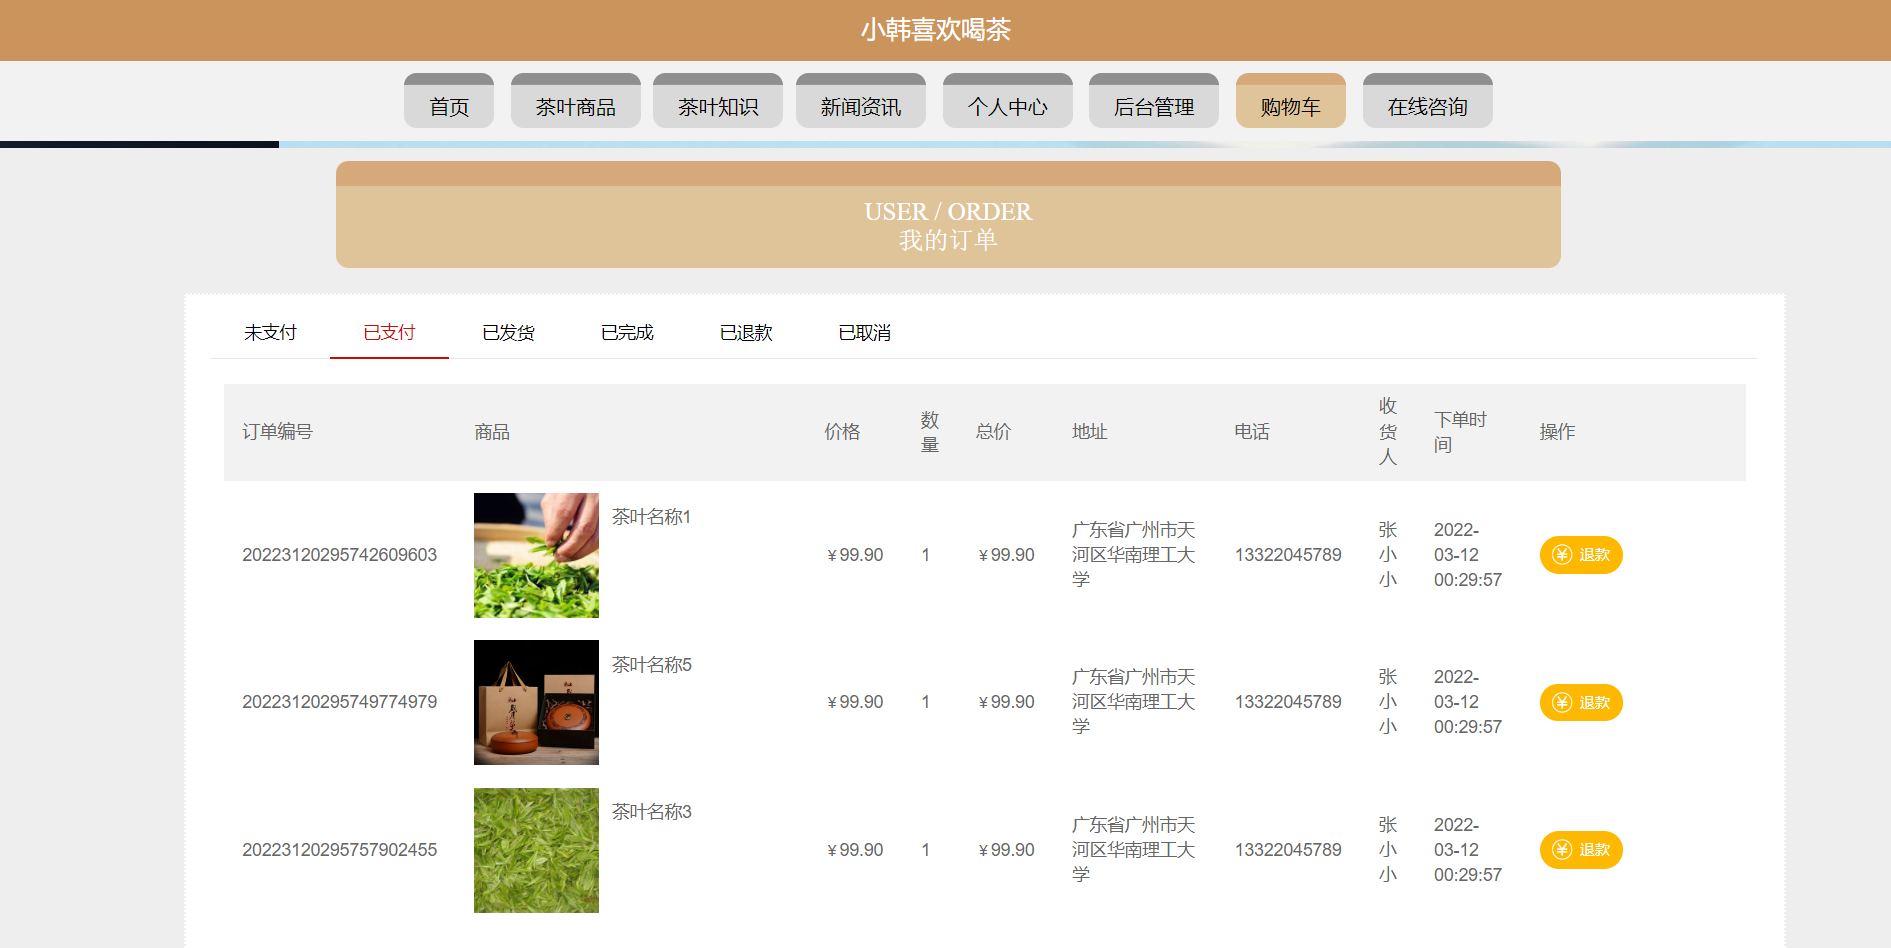 小韩喜欢喝茶
首页 茶叶商品 茶叶知识 新闻资讯 个人中心 后台管理 购物车 在线咨询
USER / ORDER
我的订单
未支付 已支付 已发货 已完成 已退款 已取消
订单编号 商品 价格 数量 总价 地址 电话 收货人 下单时间 操作
茶叶名称1
20223120295742609603 ￥99.90 1 ￥99.90 广东省广州市天河区华南理工大学 13322045789 张小小 2022-03-12 00:29:57 退款
茶叶名称5
20223120295749774979 ￥99.90 1 ￥99.90 广东省广州市天河区华南理工大学 13322045789 张小小 2022-03-12 00:29:57 退款
茶叶名称3
20223120295757902455 ￥99.90 1 ￥99.90 广东省广州市天河区华南理工大学 13322045789 张小小 2022-03-12 00:29:57 退款